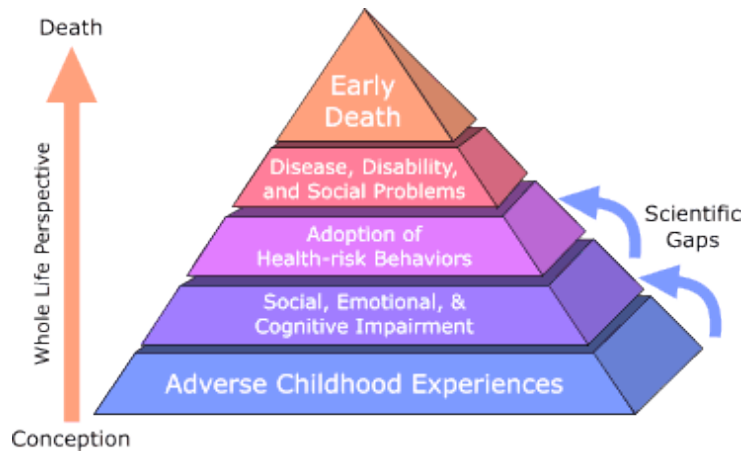 Death
Whole Life Perspective
Conception
Early
Death
Disease, Disability,
and Social Problems
Adoption of
Health-risk Behaviors
Social, Emotional, &
Cognitive Impairment
Adverse Childhood Experiences
Scientific
Gaps